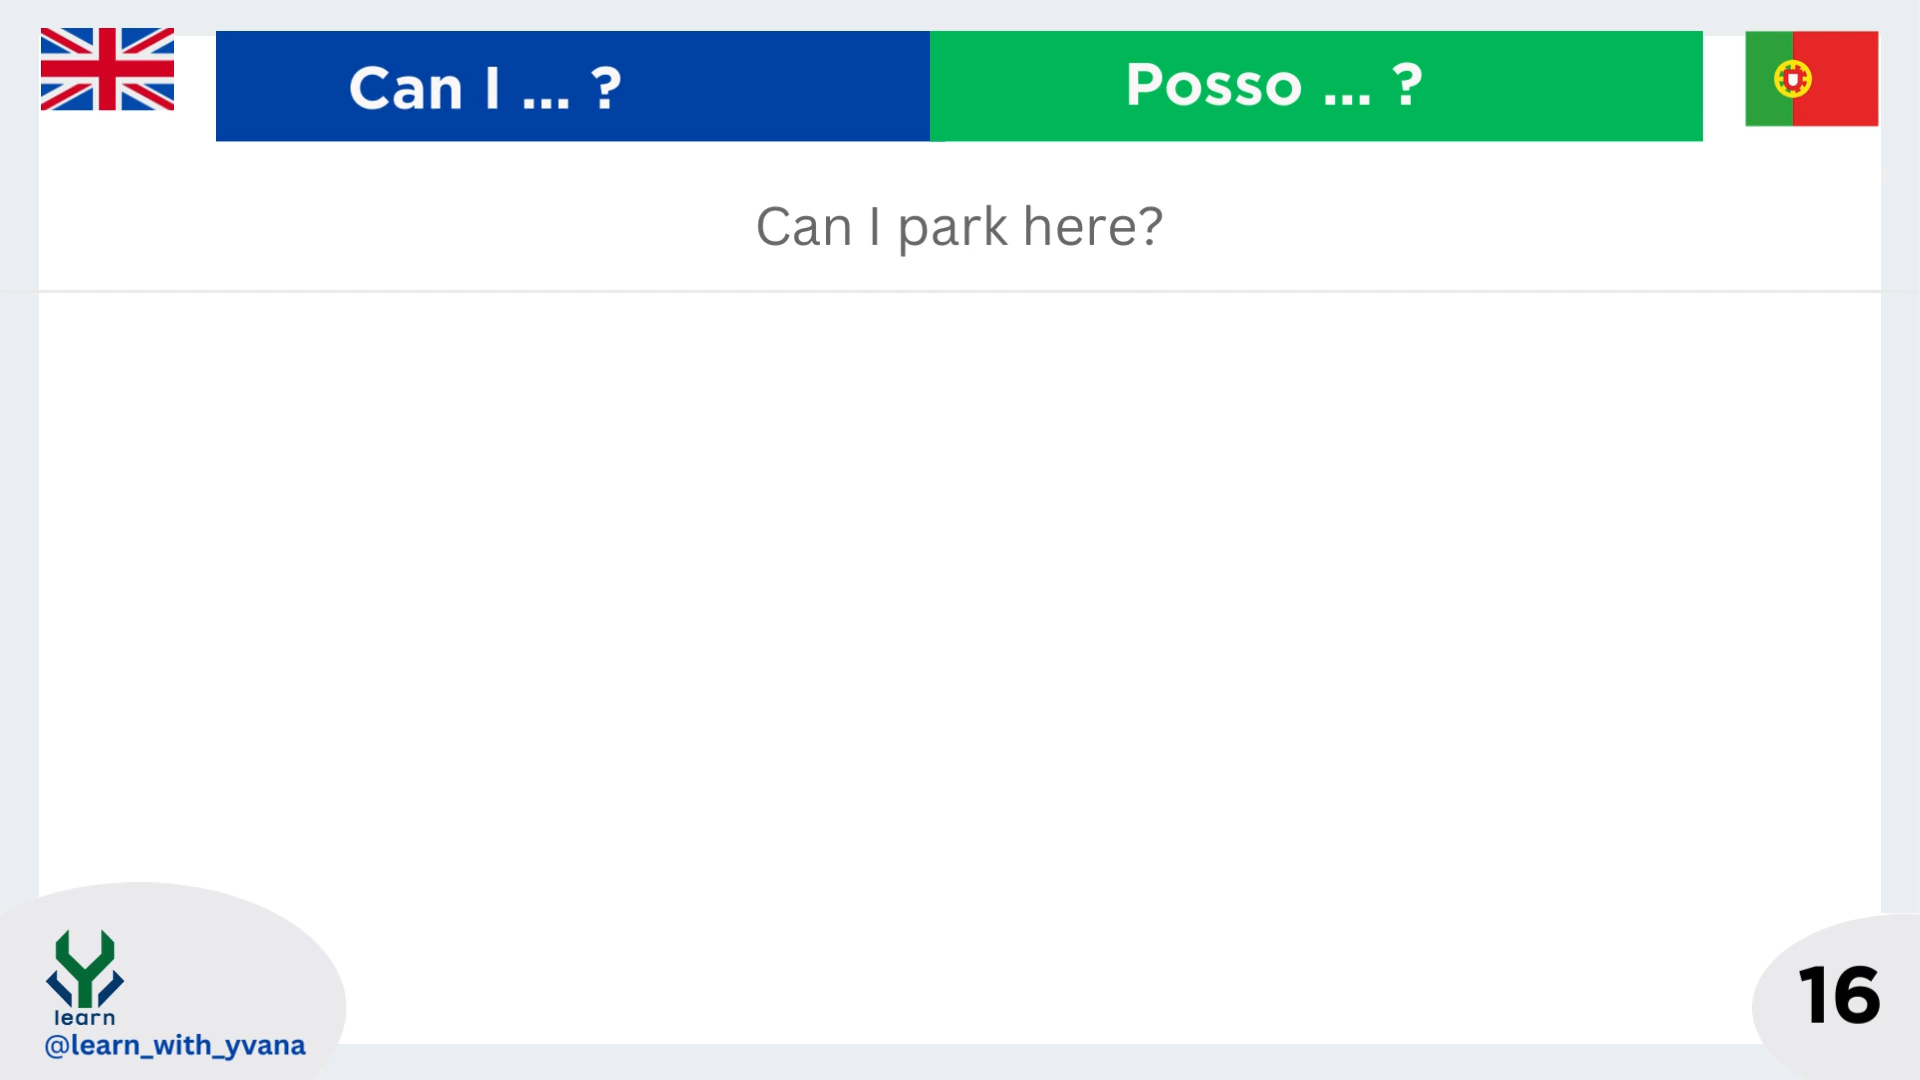 Can I ... ?
Posso ... ?
Can I park here?
learn
@learn_with_yvana
16